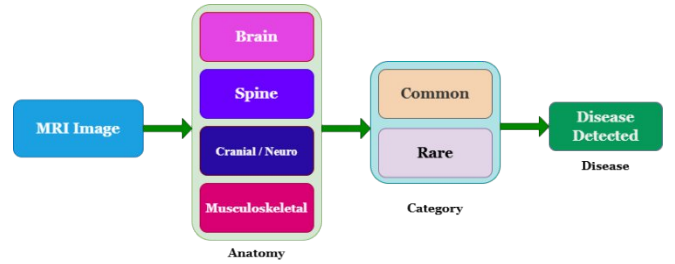 MRI Image
Brain
Spine
Cranial / Neuro
Musculoskeletal
Anatomy
Common
Rare
Category
Disease
Detected
Disease